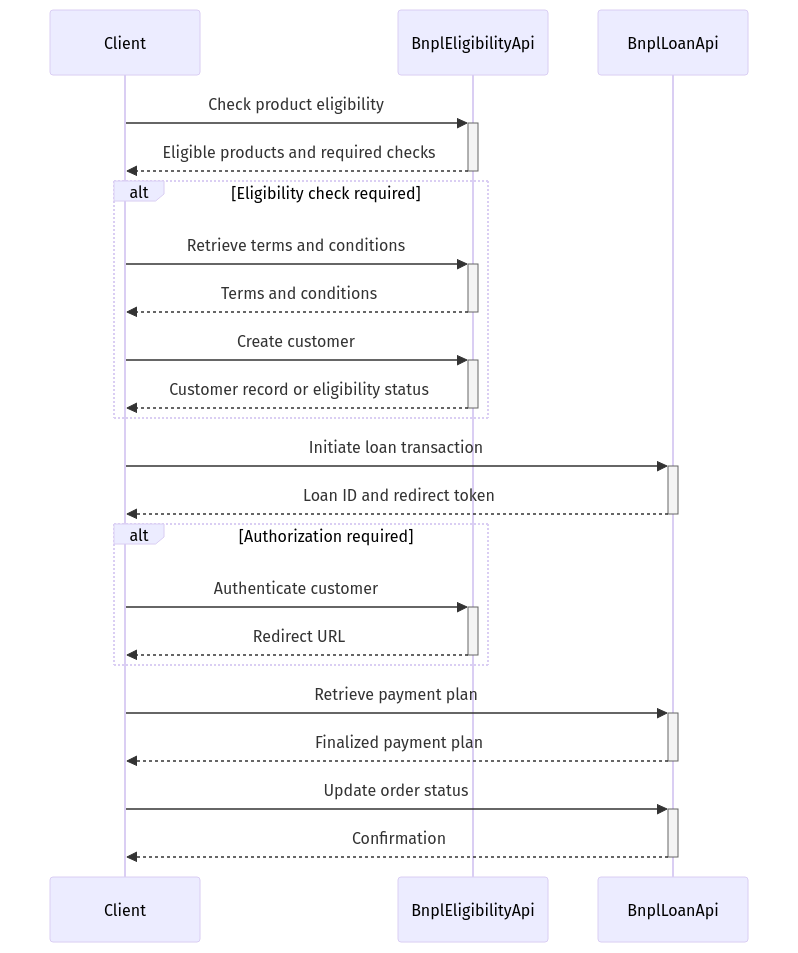 Client
BnplEligibilityApi
BnplLoanApi
Check product eligibility
Eligible products and required checks
alt
[Eligibility check required]
Retrieve terms and conditions
Terms and conditions
Create customer
Customer record or eligibility status
Initiate loan transaction
Loan ID and redirect token
alt
[Authorization required]
Authenticate customer
Redirect URL
Retrieve payment plan
Finalized payment plan
Update order status
Confirmation
Client
BnplEligibilityApi
BnplLoanApi